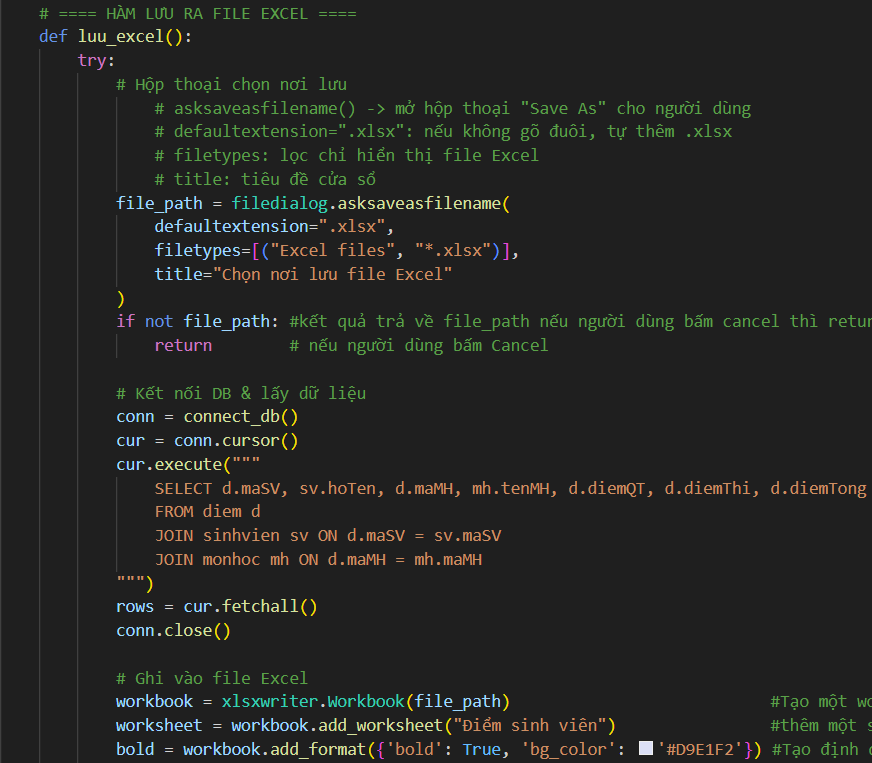 # ==== HÀM LƯU RA FILE EXCEL ====
def luu_excel():
try:
# Hộp thoại chọn nơi lưu
# asksaveasfilename() -> mở hộp thoại "Save As" cho người dùng
# defaultextension=".xlsx": nếu không gõ đuôi, tự thêm .xlsx
# filetypes: lọc chỉ hiển thị file Excel
# title: tiêu đề cửa sổ
file_path = filedialog.asksaveasfilename(
defaultextension=".xlsx",
filetypes=[("Excel files", "*.xlsx")],
title="Chọn nơi lưu file Excel"
)
if not file_path: #kết quả trả về file_path nếu người dùng bấm cancel thì
return # nếu người dùng bấm Cancel
# Kết nối DB & lấy dữ liệu
conn = connect_db()
cur = conn.cursor()
cur.execute("""
SELECT d.maSV, sv.hoTen, d.maMH, mh.tenMH, d.diemQT, d.diemThi, d.diemTong
FROM diem d
JOIN sinhvien sv ON d.maSV = sv.maSV
JOIN monhoc mh ON d.maMH = mh.maMH
""")
rows = cur.fetchall()
conn.close()
# Ghi vào file Excel
workbook = xlsxwriter.Workbook(file_path) #Tạo một
worksheet = workbook.add_worksheet("Điểm sinh viên") #thêm một
bold = workbook.add_format({'bold': True, 'bg_color': '#D9E1F2'}) #Tạo định